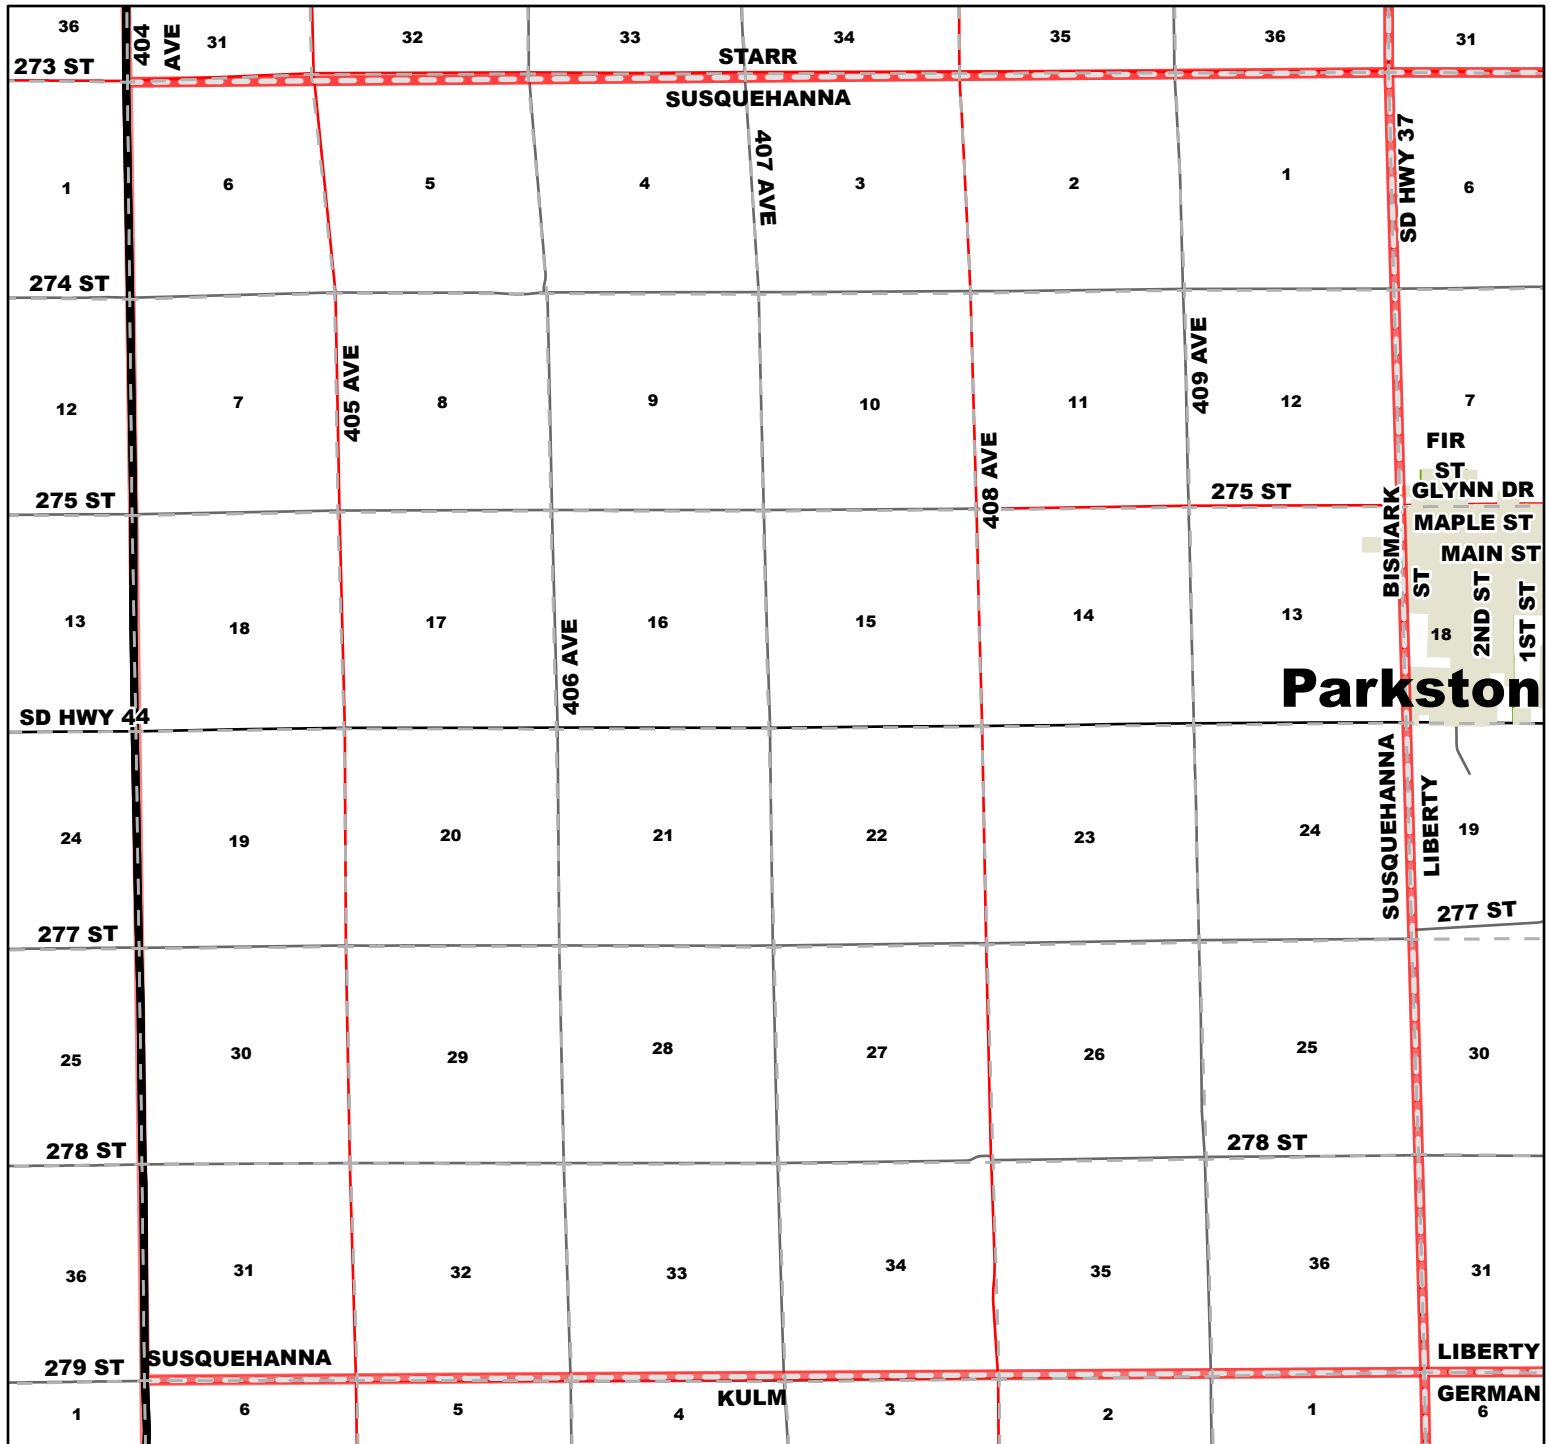 36
404
AVE
31
32
33
34
35
36
31
273 ST
STARR
SUSQUEHANNA
407 AVE
SD HWY 37
1
6
5
4
3
2
1
6
274 ST
405 AVE
409 AVE
12
7
8
9
10
11
12
7
408 AVE
FIR
ST
275 ST
275 ST
GLYNN DR
BISMARK
ST
MAPLE ST
MAIN ST
2ND ST
1ST ST
13
18
17
16
15
14
13
18
406 AVE
Parkston
SD HWY 44
SUSQUEHANNA
LIBERTY
24
19
20
21
22
23
24
19
277 ST
277 ST
25
30
29
28
27
26
25
30
278 ST
278 ST
36
31
32
33
34
35
36
31
279 ST
SUSQUEHANNA
LIBERTY
KULM
GERMAN
1
6
5
4
3
2
1
6